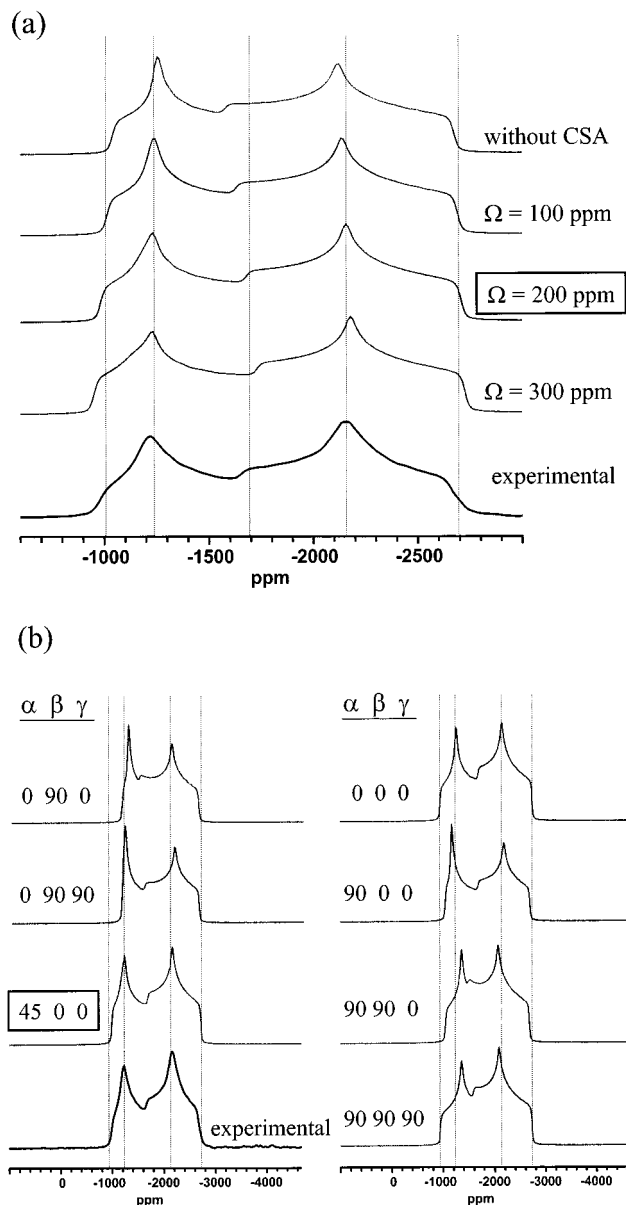 (a)
without CSA
Ω = 100 ppm
Ω = 200 ppm
Ω = 300 ppm
experimental
-1000 -1500 -2000 -2500
ppm
(b)
α β γ
0 90 0
0 90 90
45 0 0
experimental
0 -1000 -2000 -3000 -4000
ppm
α β γ
0 0 0
90 0 0
90 90 0
90 90 90
0 -1000 -2000 -3000 -4000
ppm